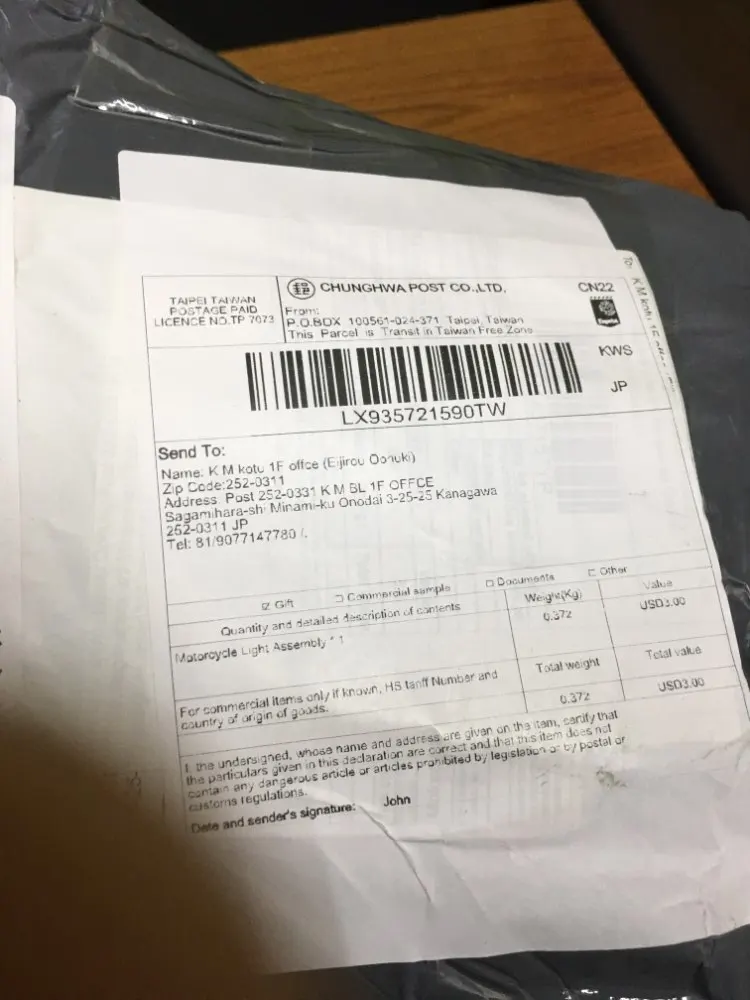 TAIPEI TAIWAN
POSTAGE PAID
LICENCE NO.TP 7073
CHUNGHWA POST CO.,LTD.
CN22
From:
P.O.BOX 100561-024-371 Taipei, Taiwan
This Parcel is Transit in Taiwan Free Zone
KWS
JP
LX935721590TW
Send To:
Name: K M kotu 1F offce (Eijirou Oonuki)
Zip Code:252-0311
Address: Post 252-0331 K M BL 1F OFFCE
Sagamihara-shi Minami-ku Onodai 3-25-25 Kanagawa
252-0311 JP
Tel: 81/9077147780 /.
Gift
Commercial sample
Documents
Other
Quantity and detailed description of contents
Weight(Kg)
Value
Motorcycle Light Assembly * 1
0.372
USD3.00
For commercial items only if known, HS tariff Number and
country of origin of goods.
Total weight
Total value
0.372
USD3.00
I, the undersigned, whose name and address are given on the item, certify that
the particulars given in this declaration are correct and that this item does not
contain any dangerous article or articles prohibited by legislation or by postal or
customs regulations.
Date and sender's signature: John